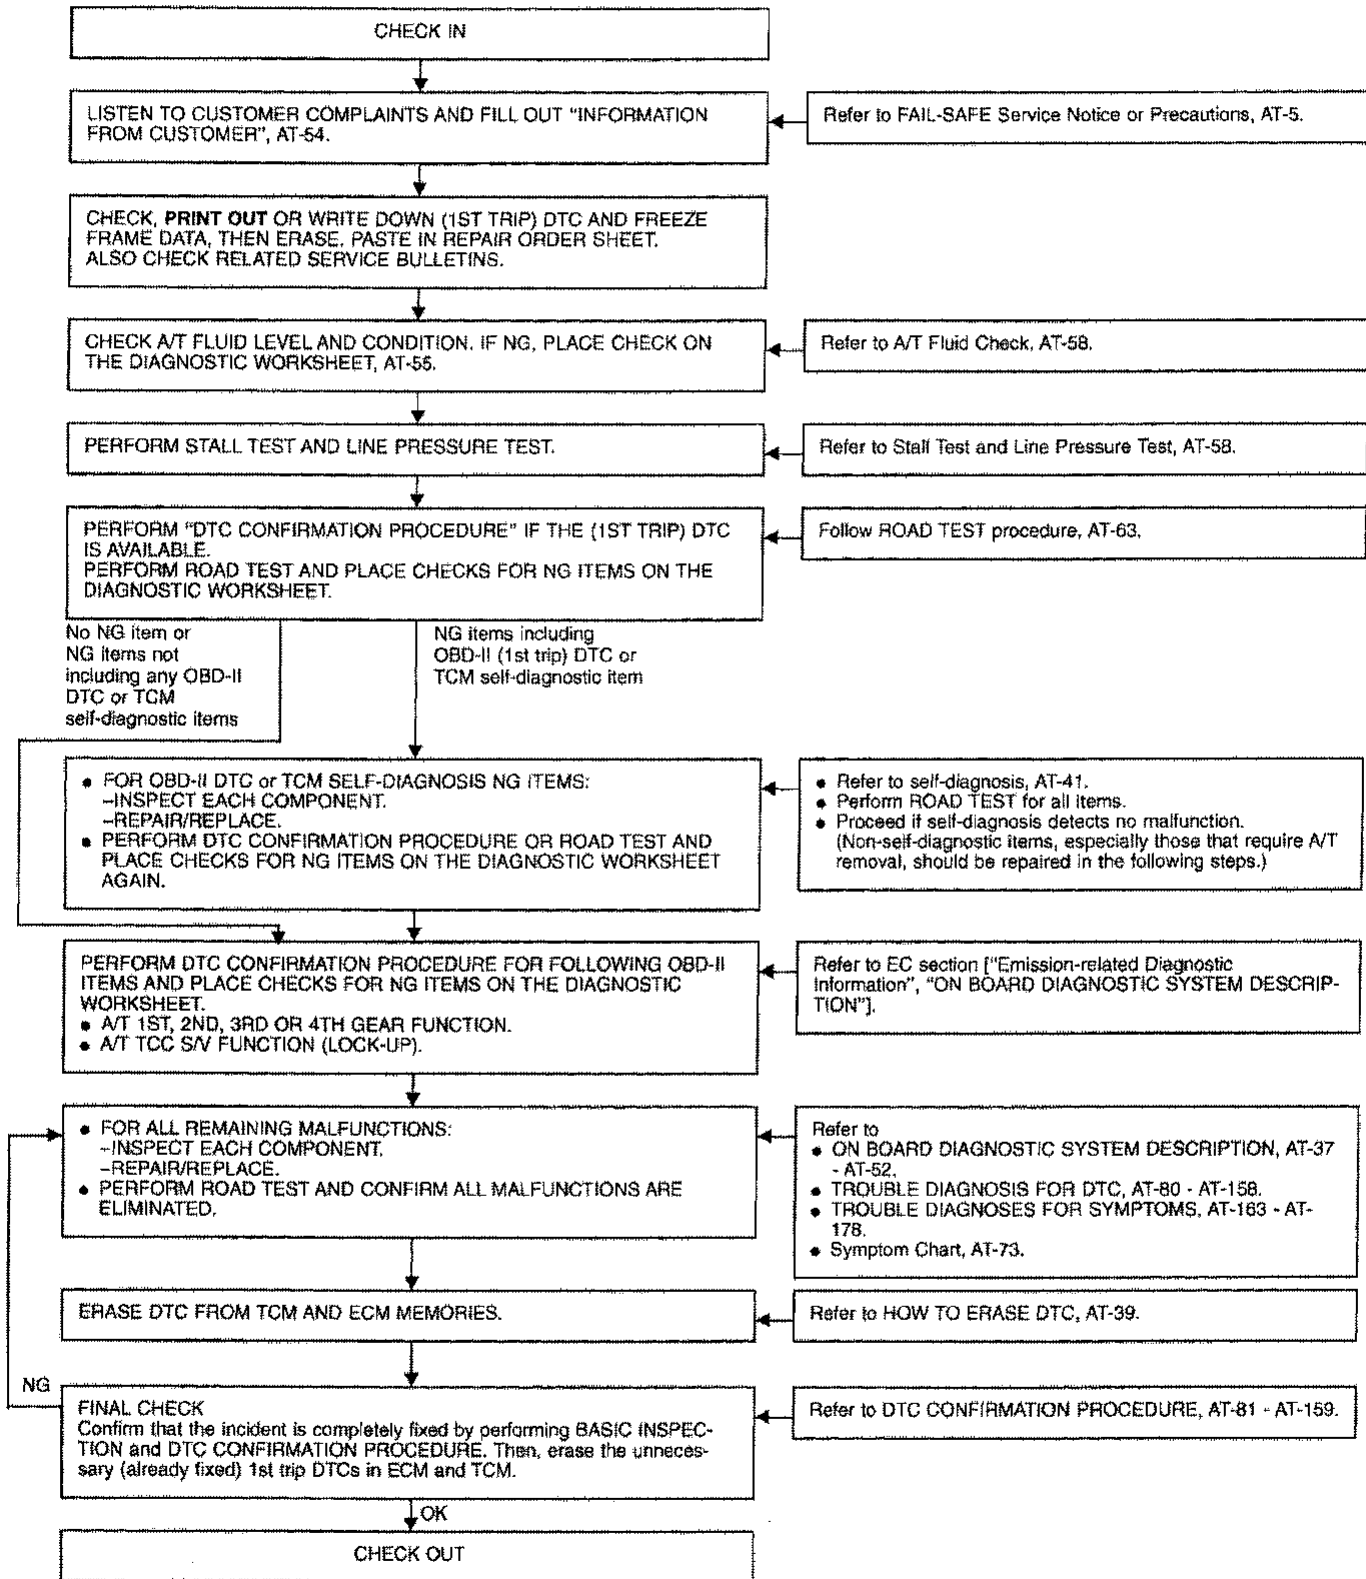 CHECK IN
LISTEN TO CUSTOMER COMPLAINTS AND FILL OUT "INFORMATION
FROM CUSTOMER", AT-54.
Refer to FAIL-SAFE Service Notice or Precautions, AT-5.
CHECK, PRINT OUT OR WRITE DOWN (1ST TRIP) DTC AND FREEZE
FRAME DATA, THEN ERASE. PASTE IN REPAIR ORDER SHEET.
ALSO CHECK RELATED SERVICE BULLETINS.
CHECK A/T FLUID LEVEL AND CONDITION. IF NG, PLACE CHECK ON
THE DIAGNOSTIC WORKSHEET, AT-55.
Refer to A/T Fluid Check, AT-58.
PERFORM STALL TEST AND LINE PRESSURE TEST.
Refer to Stall Test and Line Pressure Test, AT-58.
PERFORM "DTC CONFIRMATION PROCEDURE" IF THE (1ST TRIP) DTC
IS AVAILABLE.
PERFORM ROAD TEST AND PLACE CHECKS FOR NG ITEMS ON THE
DIAGNOSTIC WORKSHEET.
Follow ROAD TEST procedure, AT-63.
No NG item or
NG items not
including any OBD-II
DTC or TCM
self-diagnostic items
NG items including
OBD-II (1st trip) DTC or
TCM self-diagnostic item
● FOR OBD-II DTC or TCM SELF-DIAGNOSIS NG ITEMS:
–INSPECT EACH COMPONENT.
–REPAIR/REPLACE.
● PERFORM DTC CONFIRMATION PROCEDURE OR ROAD TEST AND
PLACE CHECKS FOR NG ITEMS ON THE DIAGNOSTIC WORKSHEET
AGAIN.
● Refer to self-diagnosis, AT-41.
● Perform ROAD TEST for all items.
● Proceed if self-diagnosis detects no malfunction.
(Non-self-diagnostic items, especially those that require A/T
removal, should be repaired in the following steps.)
PERFORM DTC CONFIRMATION PROCEDURE FOR FOLLOWING OBD-II
ITEMS AND PLACE CHECKS FOR NG ITEMS ON THE DIAGNOSTIC
WORKSHEET.
● A/T 1ST, 2ND, 3RD OR 4TH GEAR FUNCTION.
● A/T TCC S/V FUNCTION (LOCK-UP).
Refer to EC section ["Emission-related Diagnostic
Information", "ON BOARD DIAGNOSTIC SYSTEM DESCRIP-
TION"].
● FOR ALL REMAINING MALFUNCTIONS:
–INSPECT EACH COMPONENT.
–REPAIR/REPLACE.
● PERFORM ROAD TEST AND CONFIRM ALL MALFUNCTIONS ARE
ELIMINATED.
Refer to
● ON BOARD DIAGNOSTIC SYSTEM DESCRIPTION, AT-37
- AT-52.
● TROUBLE DIAGNOSIS FOR DTC, AT-80 - AT-158.
● TROUBLE DIAGNOSES FOR SYMPTOMS, AT-163 - AT-
178.
● Symptom Chart, AT-73.
ERASE DTC FROM TCM AND ECM MEMORIES.
Refer to HOW TO ERASE DTC, AT-39.
NG
FINAL CHECK
Confirm that the incident is completely fixed by performing BASIC INSPEC-
TION and DTC CONFIRMATION PROCEDURE. Then, erase the unneces-
sary (already fixed) 1st trip DTCs in ECM and TCM.
Refer to DTC CONFIRMATION PROCEDURE, AT-81 - AT-159.
OK
CHECK OUT